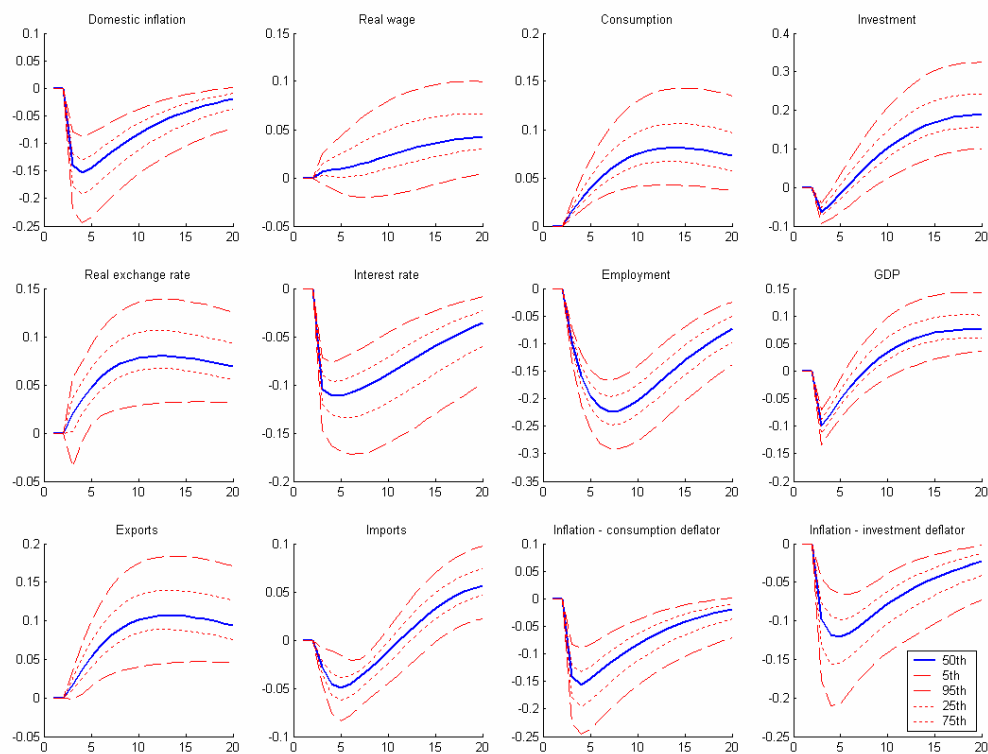 Domestic inflation
0.1
0.05
0
-0.05
-0.1
-0.15
-0.2
-0.25
0 5 10 15 20
Real wage
0.15
0.1
0.05
0
-0.05
0 5 10 15 20
Consumption
0.2
0.15
0.1
0.05
0
0 5 10 15 20
Investment
0.4
0.3
0.2
0.1
0
-0.1
0 5 10 15 20
Real exchange rate
0.15
0.1
0.05
0
-0.05
0 5 10 15 20
Interest rate
0
-0.05
-0.1
-0.15
-0.2
0 5 10 15 20
Employment
0
-0.05
-0.1
-0.15
-0.2
-0.25
-0.3
-0.35
0 5 10 15 20
GDP
0.15
0.1
0.05
0
-0.05
-0.1
-0.15
-0.2
0 5 10 15 20
Exports
0.2
0.15
0.1
0.05
0
-0.05
0 5 10 15 20
Imports
0.1
0.05
0
-0.05
-0.1
0 5 10 15 20
Inflation - consumption deflator
0.1
0.05
0
-0.05
-0.1
-0.15
-0.2
-0.25
0 5 10 15 20
Inflation - investment deflator
0
-0.05
-0.1
-0.15
-0.2
-0.25
0 5 10 15 20
50th
5th
95th
25th
75th